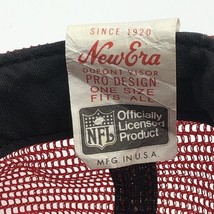 SINCE 1920
New Era
DUPONT VISOR
PRO DESIGN
ONE SIZE
FITS ALL
NFL
Officially
Licensed
Product
MFG. IN U.S.A.